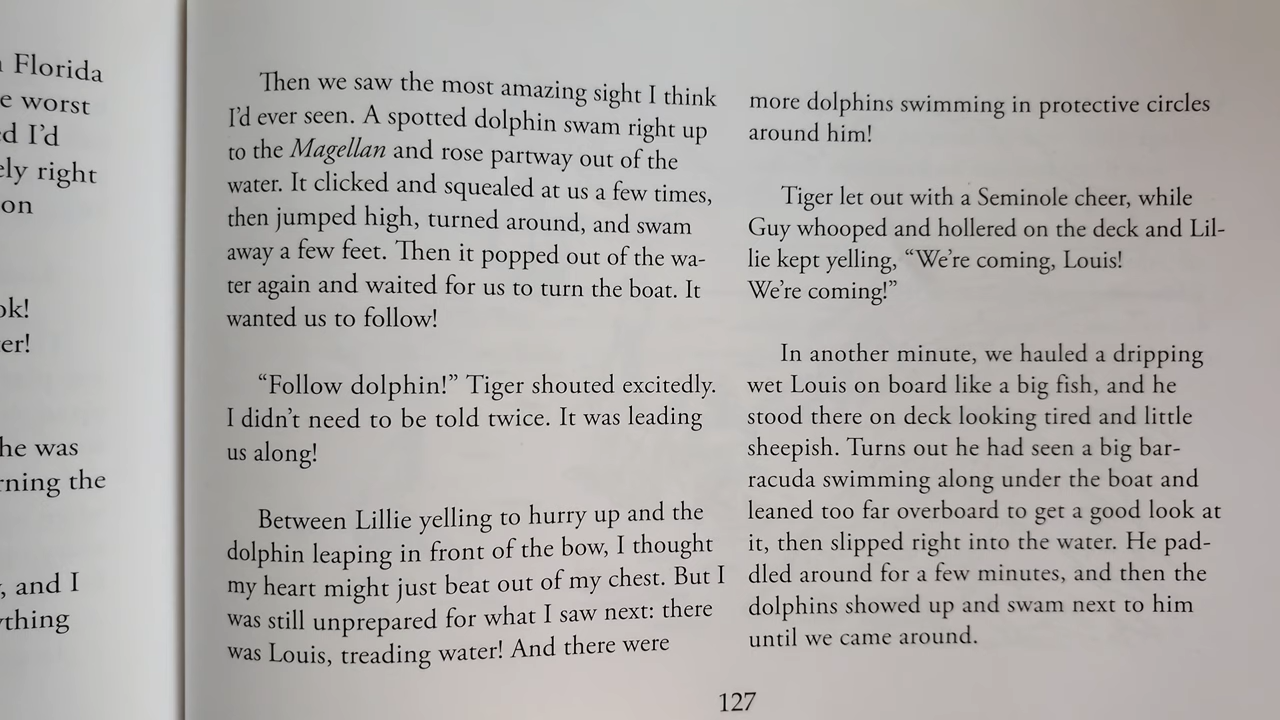 Florida
e worst
ed I'd
ely right
on
ok!
er!
he was
rning the
, and I
ything
Then we saw the most amazing sight I think
I'd ever seen. A spotted dolphin swam right up
to the Magellan and rose partway out of the
water. It clicked and squealed at us a few times,
then jumped high, turned around, and swam
away a few feet. Then it popped out of the wa-
ter again and waited for us to turn the boat. It
wanted us to follow!
"Follow dolphin!" Tiger shouted excitedly.
I didn't need to be told twice. It was leading
us along!
Between Lillie yelling to hurry up and the
dolphin leaping in front of the bow, I thought
my heart might just beat out of my chest. But I
was still unprepared for what I saw next: there
was Louis, treading water! And there were
more dolphins swimming in protective circles
around him!
Tiger let out with a Seminole cheer, while
Guy whooped and hollered on the deck and Lil-
lie kept yelling, "We're coming, Louis!
We're coming!"
In another minute, we hauled a dripping
wet Louis on board like a big fish, and he
stood there on deck looking tired and little
sheepish. Turns out he had seen a big bar-
racuda swimming along under the boat and
leaned too far overboard to get a good look at
it, then slipped right into the water. He pad-
dled around for a few minutes, and then the
dolphins showed up and swam next to him
until we came around.
127